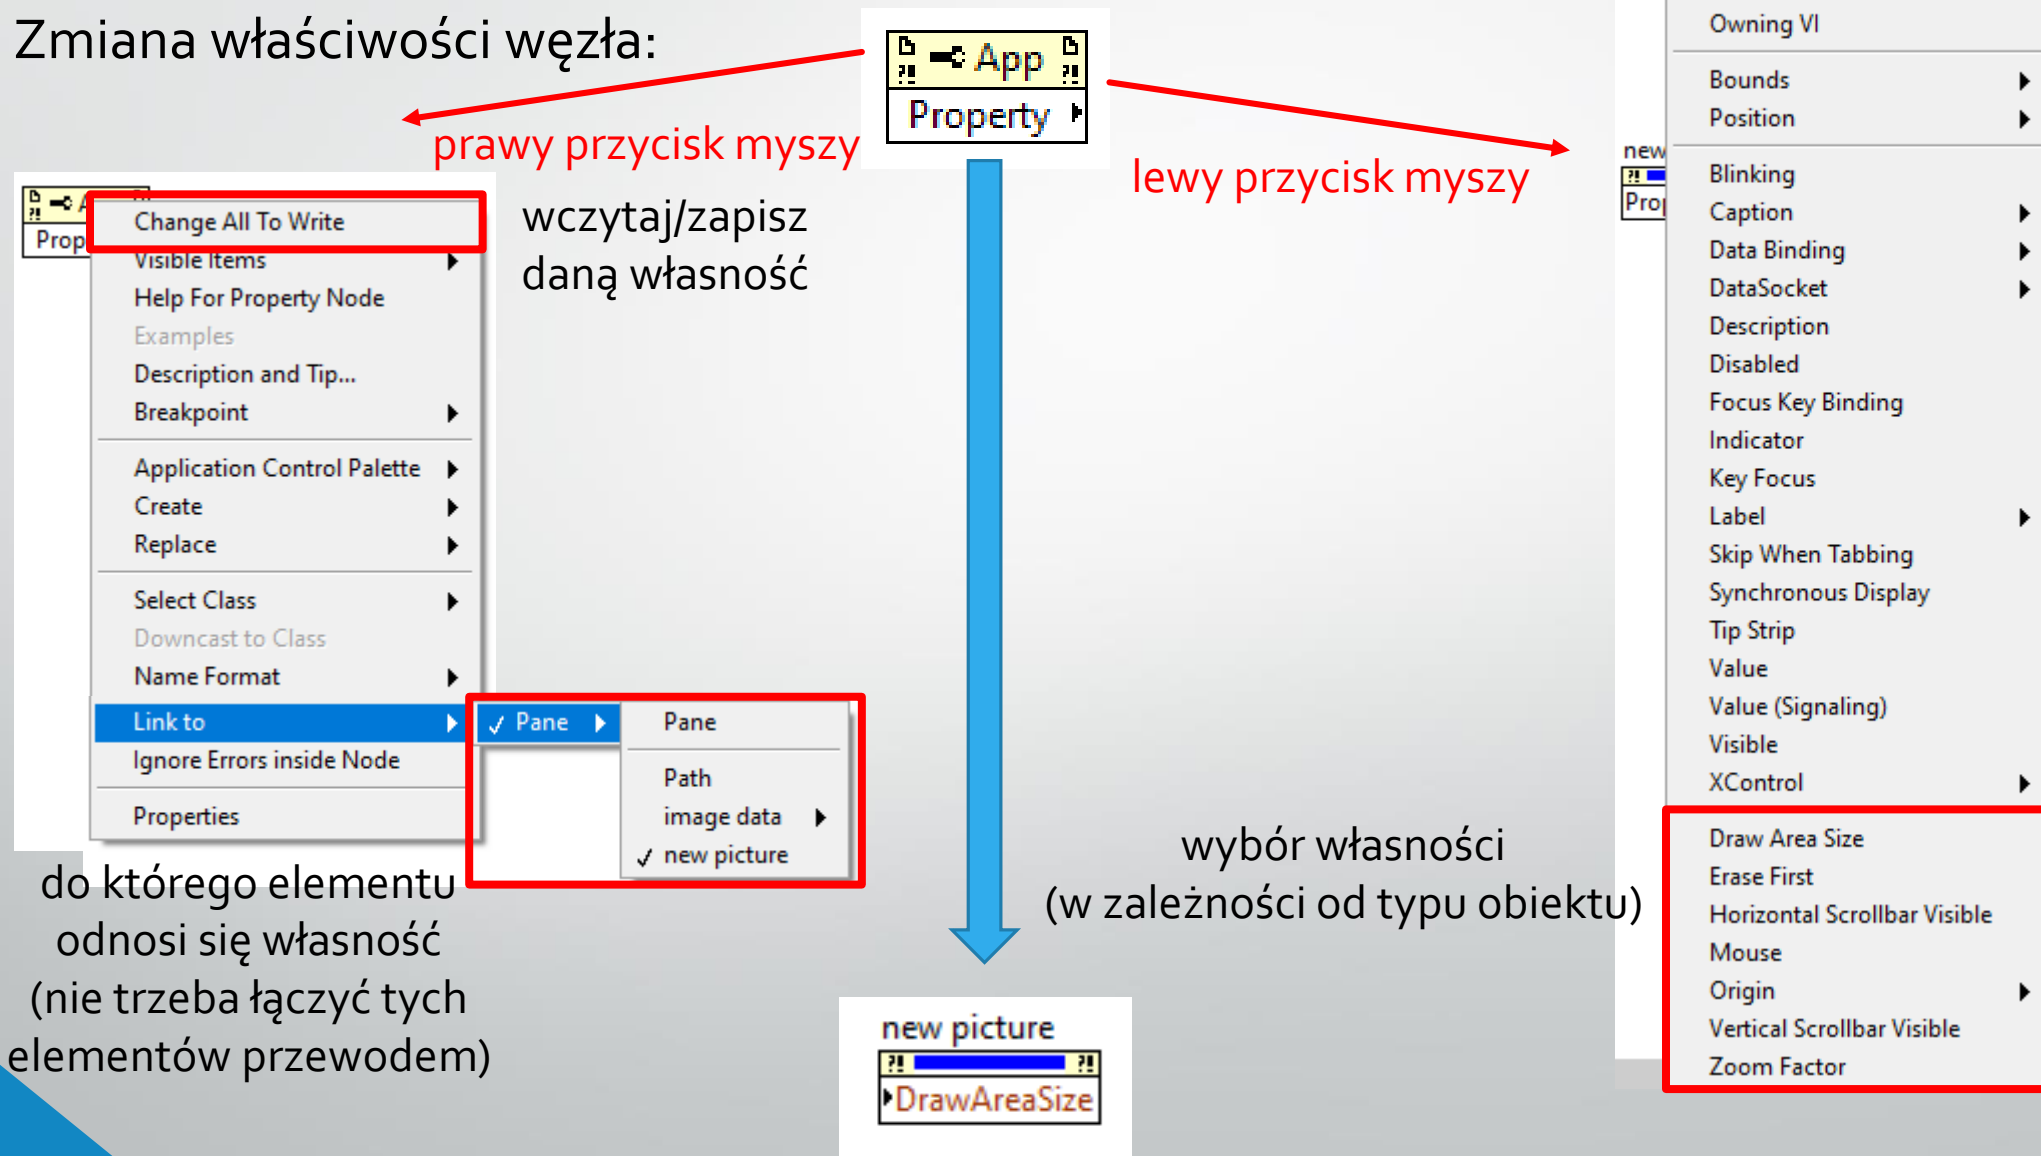 Zmiana właściwości węzła:
App
Property
prawy przycisk myszy
lewy przycisk myszy
wczytaj/zapisz
daną własność
Change All To Write
Visible Items
Help For Property Node
Examples
Description and Tip...
Breakpoint
Application Control Palette
Create
Replace
Select Class
Downcast to Class
Name Format
Link to
Ignore Errors inside Node
Properties
Pane
Pane
Path
image data
new picture
do którego elementu
odnosi się własność
(nie trzeba łączyć tych
elementów przewodem)
wybór własności
(w zależności od typu obiektu)
new picture
DrawAreaSize
new
Owning VI
Bounds
Position
Blinking
Caption
Data Binding
DataSocket
Description
Disabled
Focus Key Binding
Indicator
Key Focus
Label
Skip When Tabbing
Synchronous Display
Tip Strip
Value
Value (Signaling)
Visible
XControl
Draw Area Size
Erase First
Horizontal Scrollbar Visible
Mouse
Origin
Vertical Scrollbar Visible
Zoom Factor